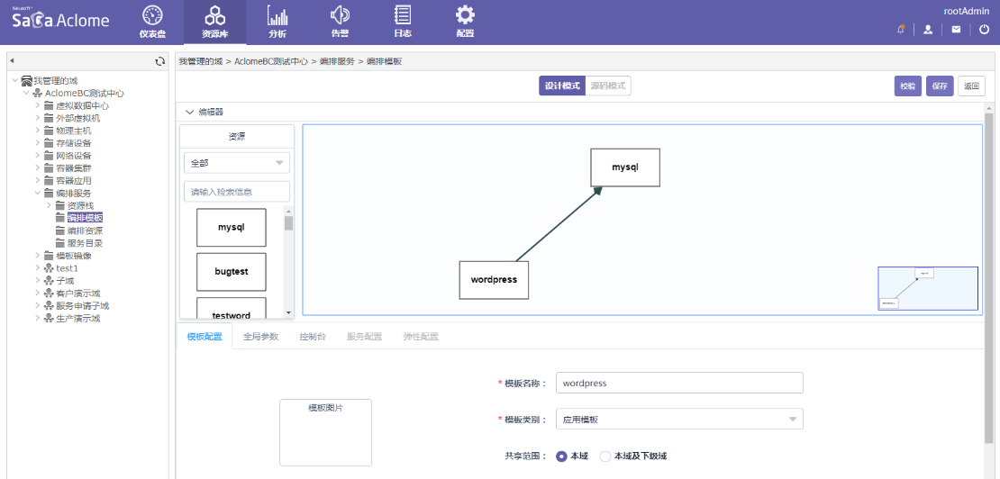 Neusoft
SaCa.Aclome
仪表盘
资源库
分析
告警
日志
配置
rootAdmin
我管理的域
AclomeBC测试中心
虚拟数据中心
外部虚拟机
物理主机
存储设备
网络设备
容器集群
容器应用
编排服务
资源栈
编排模板
编排资源
服务目录
模板镜像
test1
子域
客户演示域
服务申请子域
生产演示域
我管理的域 > AclomeBC测试中心 > 编排服务 > 编排模板
设计模式 源码模式
校验 保存 返回
编辑器
资源
全部
请输入检索信息
mysql
bugtest
testword
mysql
wordpress
模板配置 全局参数 控制台 服务配置 弹性配置
模板图片
* 模板名称： wordpress
* 模板类别： 应用模板
共享范围： 本域 本域及下级域